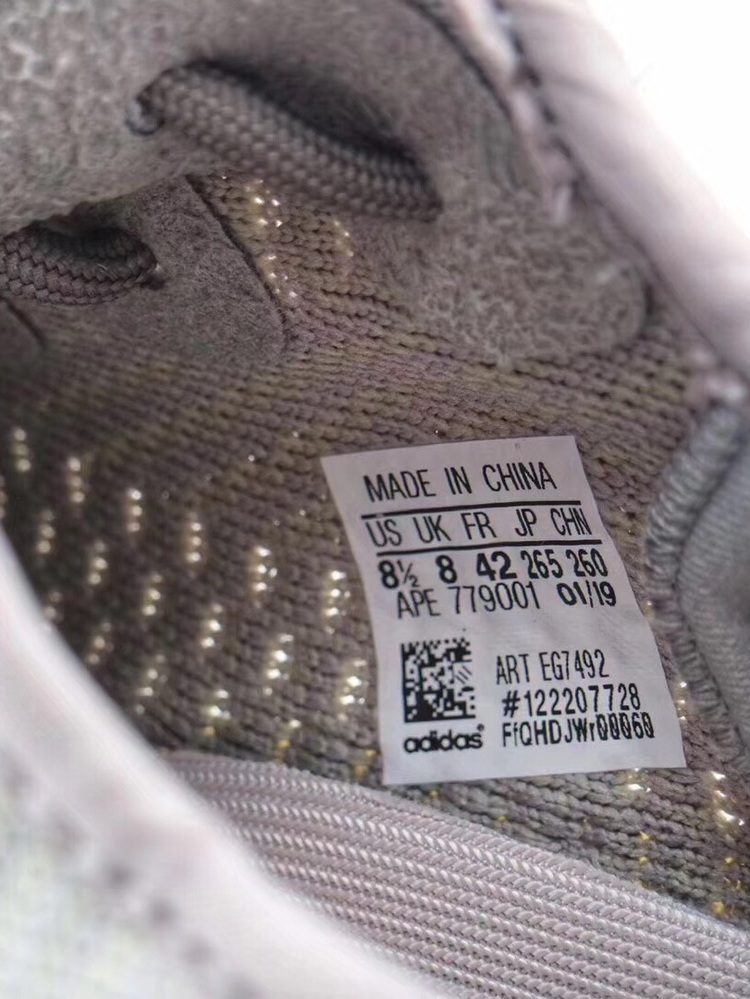 MADE IN CHINA
US UK FR JP CHN
8½ 8 42 265 260
APE 779001 01/19
ART EG7492
#122207728
adidas® FfQHDJWr00060